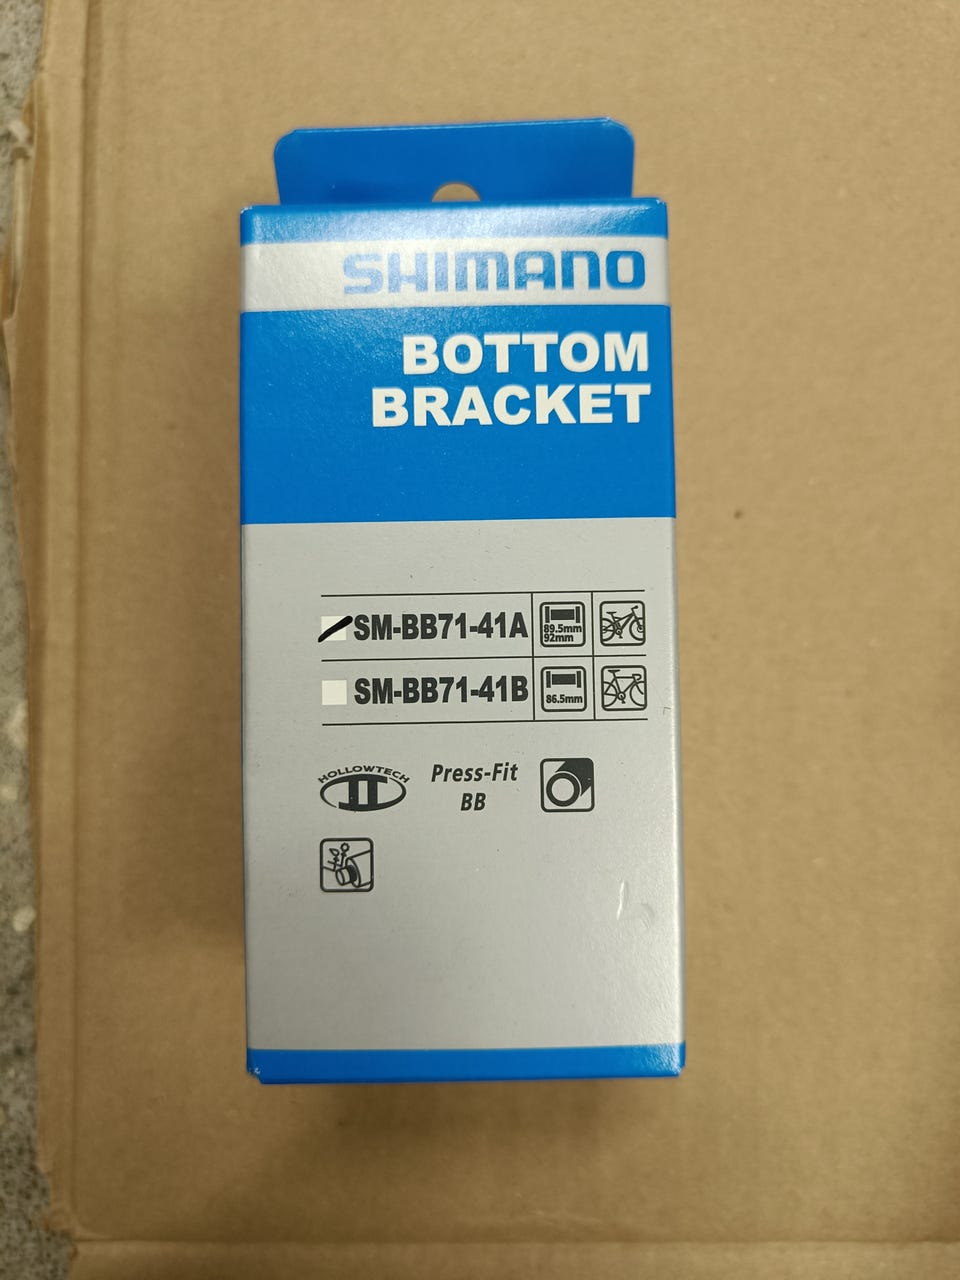 SHIMANO
BOTTOM
BRACKET
SM-BB71-41A 89.5mm 92mm
SM-BB71-41B 86.5mm
HOLLOWTECH II Press-Fit BB